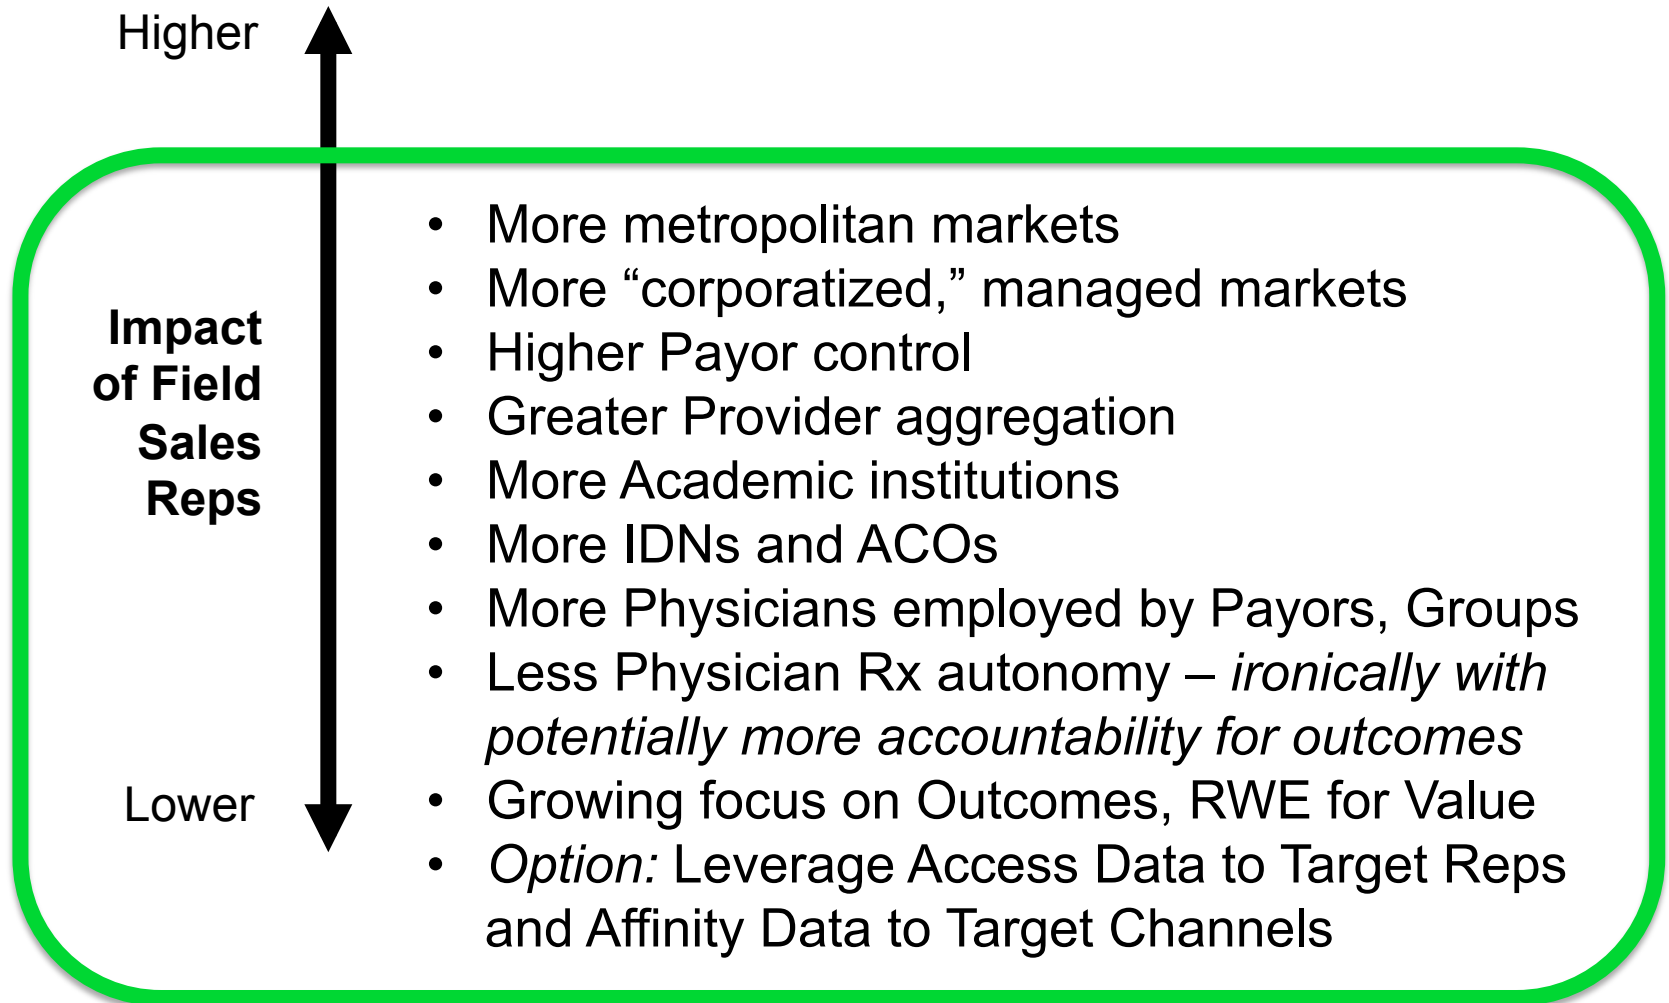 Higher
Impact
of Field
Sales
Reps
Lower
• More metropolitan markets
• More “corporatized,” managed markets
• Higher Payor control
• Greater Provider aggregation
• More Academic institutions
• More IDNs and ACOs
• More Physicians employed by Payors, Groups
• Less Physician Rx autonomy – ironically with
potentially more accountability for outcomes
• Growing focus on Outcomes, RWE for Value
• Option: Leverage Access Data to Target Reps
and Affinity Data to Target Channels